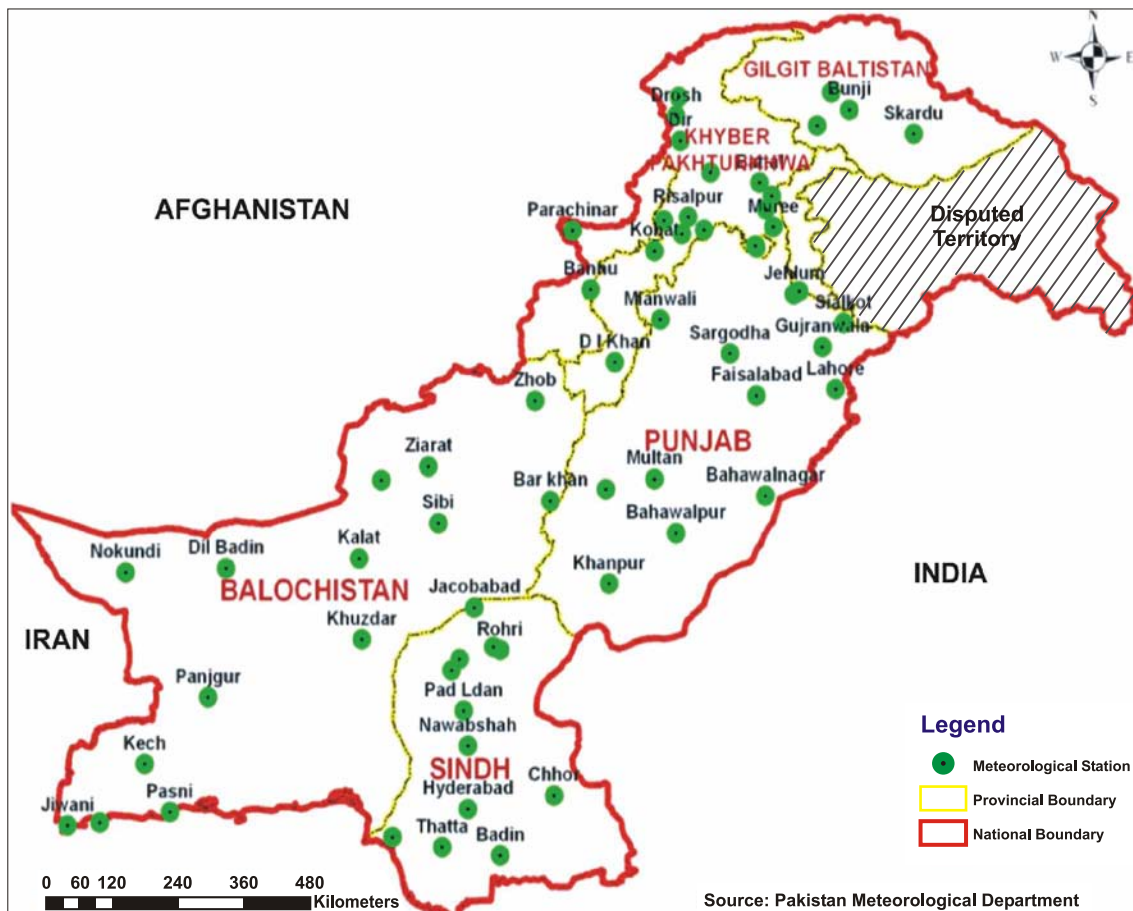 N
W E
S
GILGIT BALTISTAN
Bunji
Drosh
Skardu
Dir
KHYBER
PAKHTUNKHWA
AFGHANISTAN
Risalpur
Parachinar
Muree
Disputed
Territory
Kohat
Bannu
Jehlum
Mianwali
Sialkot
Sargodha
Gujranwala
D I Khan
Faisalabad
Lahore
Zhob
PUNJAB
Ziarat
Multan
Bar khan
Bahawalnagar
Sibi
Bahawalpur
Kalat
Nokundi
Dil Badin
Khanpur
INDIA
BALOCHISTAN
Jacobabad
Khuzdar
Rohri
IRAN
Panjgur
Pad Ldan
Nawabshah
Legend
Kech
SINDH
Meteorological Station
Chhor
Pasni
Hyderabad
Provincial Boundary
Jiwani
Thatta
Badin
National Boundary
0 60 120 240 360 480
Kilometers
Source: Pakistan Meteorological Department